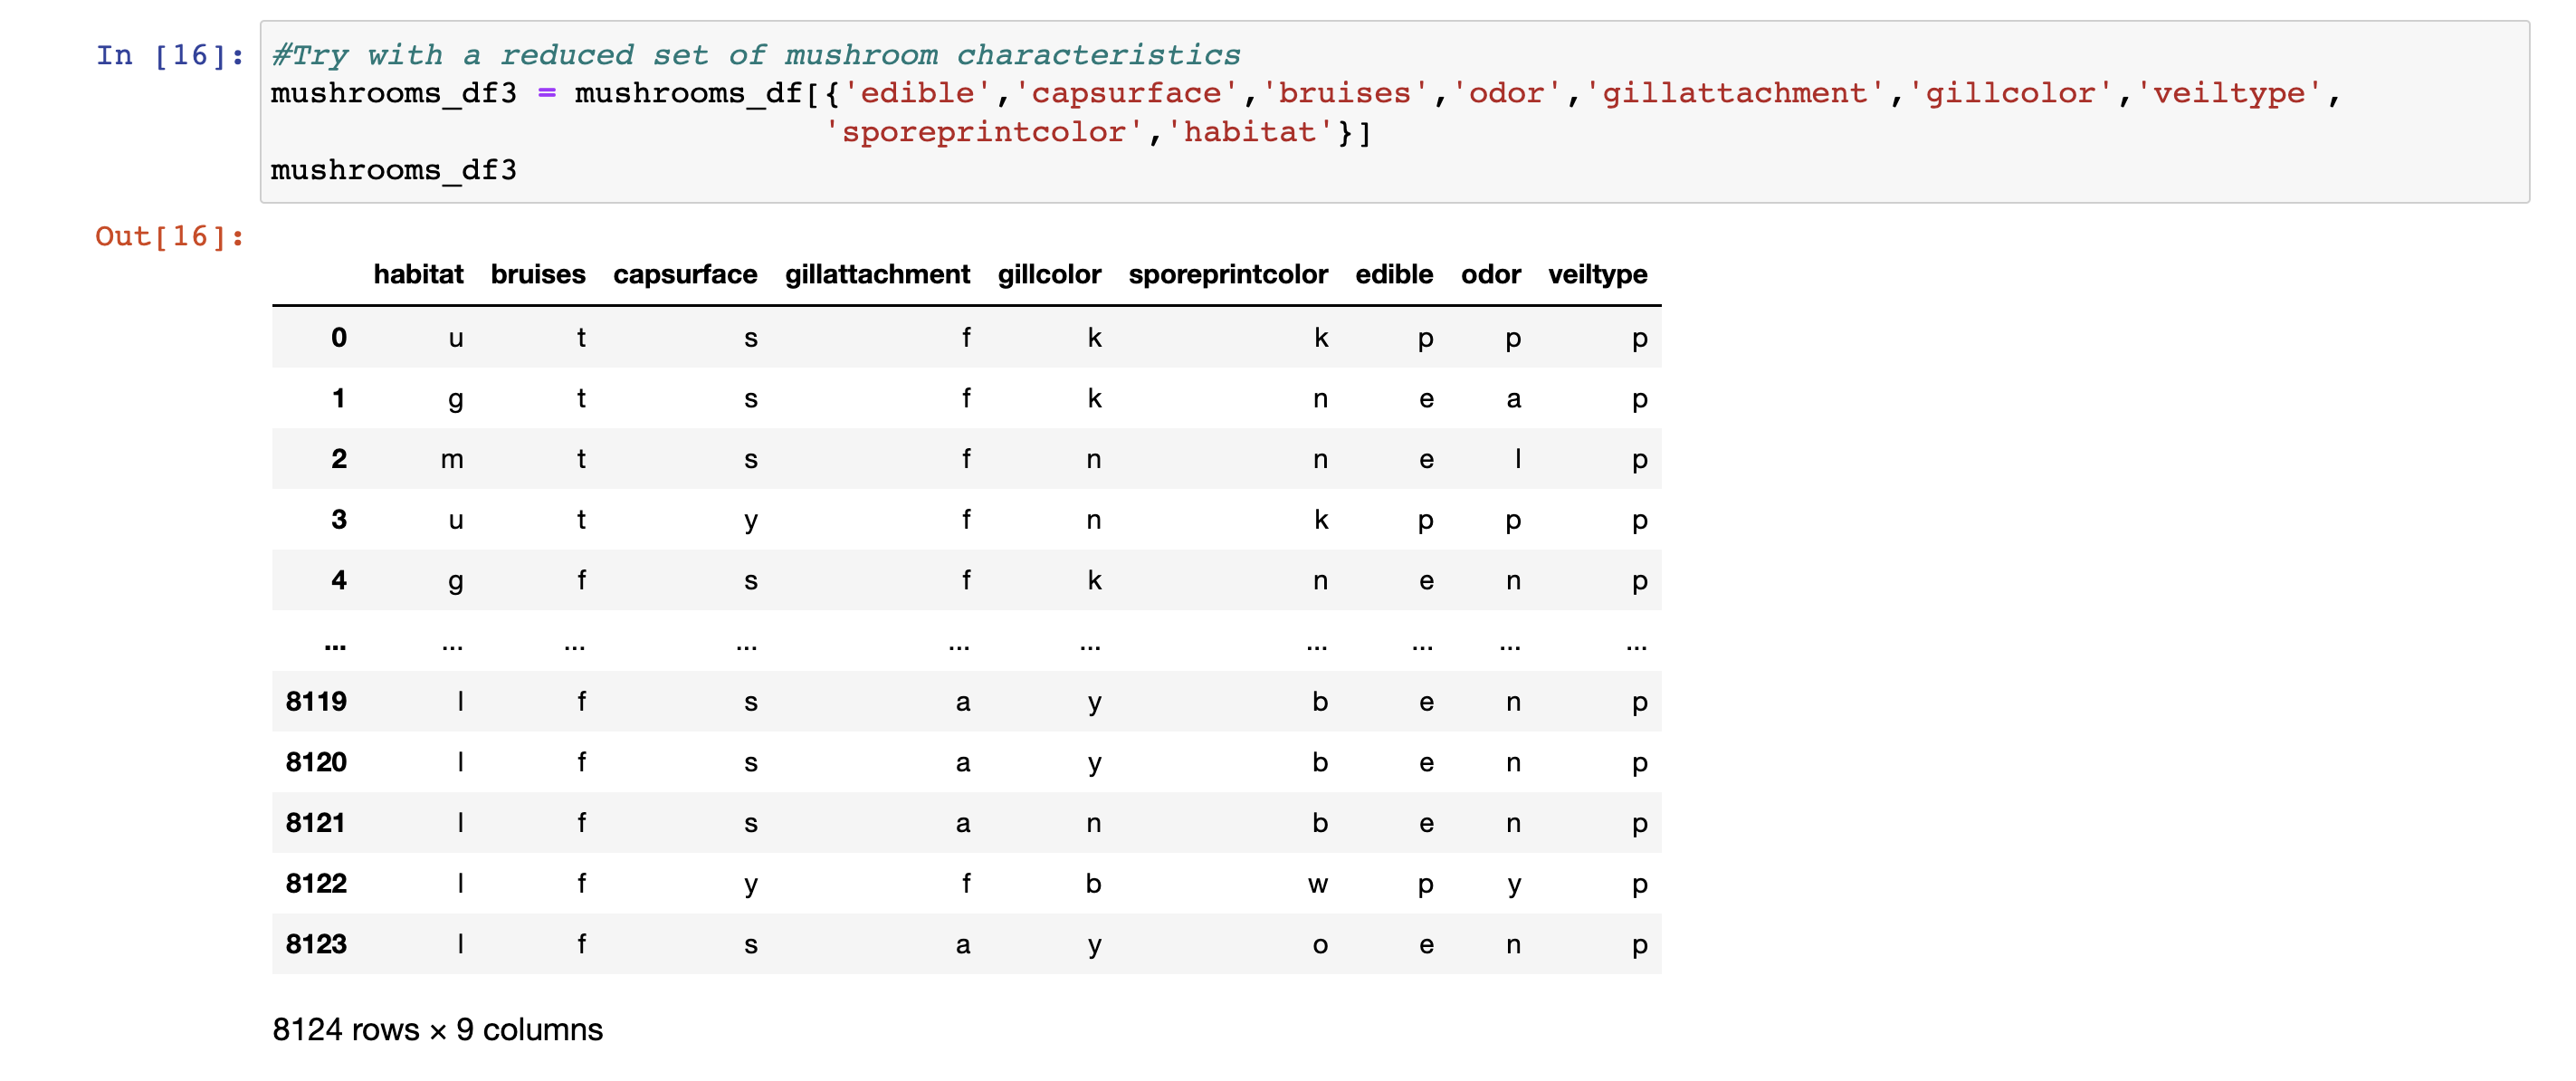 In [16]: #Try with a reduced set of mushroom characteristics
mushrooms_df3 = mushrooms_df[{'edible','capsurface','bruises','odor','gillattachment','gillcolor','veiltype',
'sporeprintcolor','habitat'}]
mushrooms_df3
Out[16]:
habitat bruises capsurface gillattachment gillcolor sporeprintcolor edible odor veiltype
0 u t s f k k p p p
1 g t s f k n e a p
2 m t s f n n e l p
3 u t y f n k p p p
4 g f s f k n e n p
... ... ... ... ... ... ... ... ... ...
8119 l f s a y b e n p
8120 l f s a y b e n p
8121 l f s a n b e n p
8122 l f y f b w p y p
8123 l f s a y o e n p
8124 rows × 9 columns